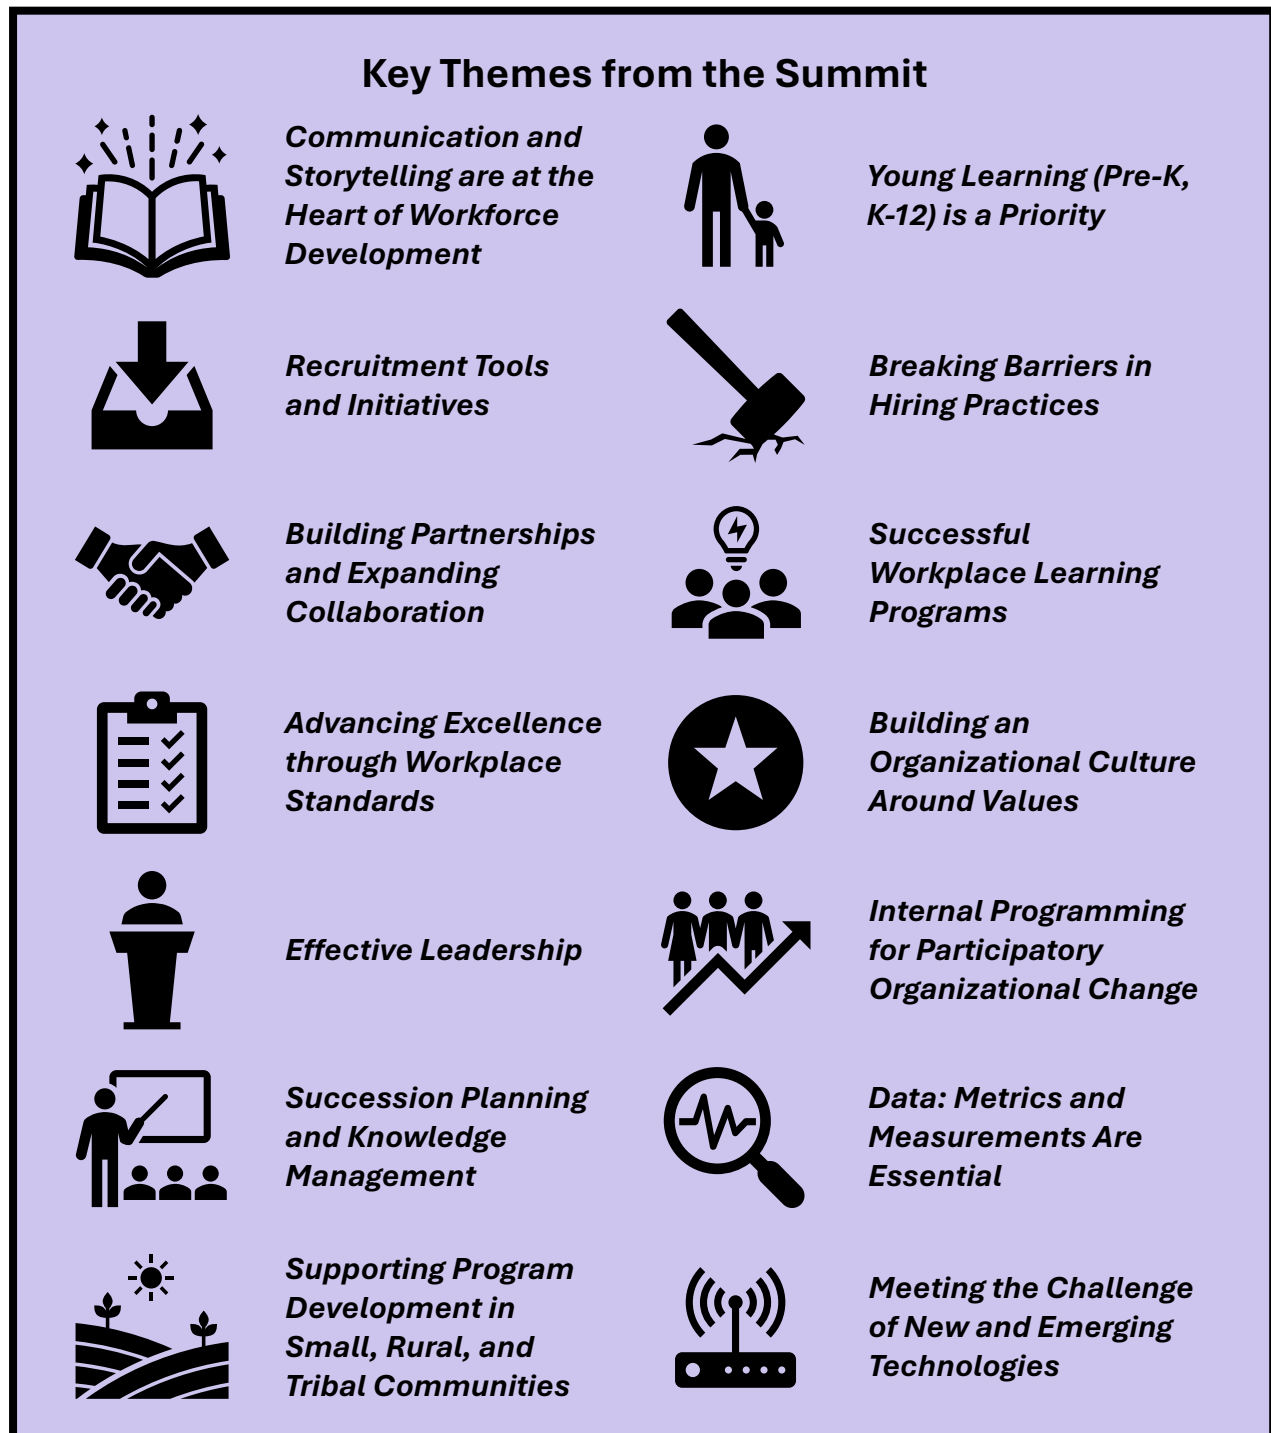 Key Themes from the Summit
Communication and
Storytelling are at the
Heart of Workforce
Development
Young Learning (Pre-K,
K-12) is a Priority
Recruitment Tools
and Initiatives
Breaking Barriers in
Hiring Practices
Building Partnerships
and Expanding
Collaboration
Successful
Workplace Learning
Programs
Advancing Excellence
through Workplace
Standards
Building an
Organizational Culture
Around Values
Effective Leadership
Internal Programming
for Participatory
Organizational Change
Succession Planning
and Knowledge
Management
Data: Metrics and
Measurements Are
Essential
Supporting Program
Development in
Small, Rural, and
Tribal Communities
Meeting the Challenge
of New and Emerging
Technologies